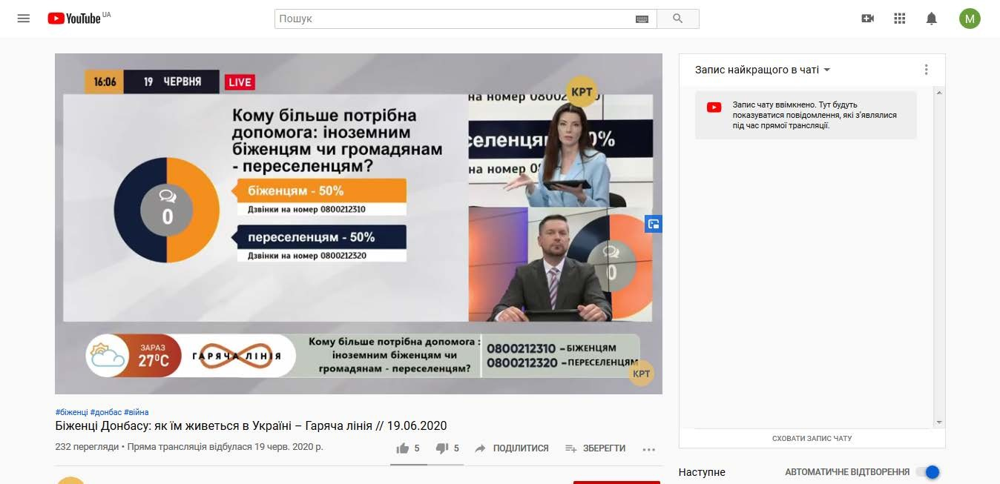 YouTube UA
Пошук
M
16:06 19 ЧЕРВНЯ LIVE
КРТ
Кому більше потрібна
допомога: іноземним
біженцям чи громадянам
- переселенцям?
біженцям - 50%
Дзвінки на номер 0800212310
переселенцям - 50%
Дзвінки на номер 0800212320
0
на номер
%
на номер
0
ЗАРАЗ
27°C
ГАРЯЧА ЛІНІЯ
Кому більше потрібна допомога :
іноземним біженцям чи
громадянам - переселенцям?
0800212310 – БІЖЕНЦЯМ
0800212320 – ПЕРЕСЕЛЕНЦЯМ
КРТ
#біженці #донбас #війна
Біженці Донбасу: як їм живеться в Україні – Гаряча лінія // 19.06.2020
232 перегляди • Пряма трансляція відбулася 19 черв. 2020 р.
5 5 ПОДІЛИТИСЯ ЗБЕРЕГТИ
Запис найкращого в чаті
Запис чату ввімкнено. Тут будуть
показуватися повідомлення, які з'являлися
під час прямої трансляції.
СХОВАТИ ЗАПИС ЧАТУ
Наступне АВТОМАТИЧНЕ ВІДТВОРЕННЯ